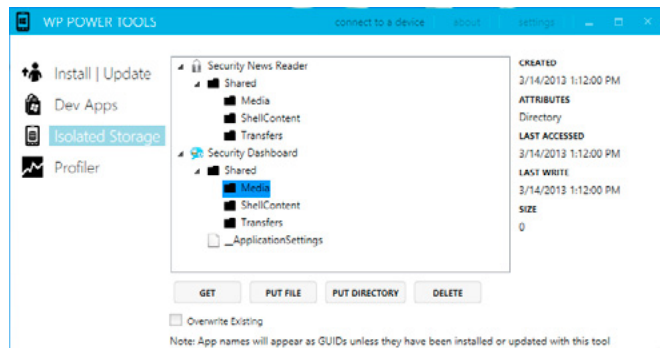 WP POWER TOOLS
connect to a device
about
settings
Install | Update
Dev Apps
Isolated Storage
Profiler
Security News Reader
Shared
Media
ShellContent
Transfers
Security Dashboard
Shared
Media
ShellContent
Transfers
__ApplicationSettings
CREATED
3/14/2013 1:12:00 PM
ATTRIBUTES
Directory
LAST ACCESSED
3/14/2013 1:12:00 PM
LAST WRITE
3/14/2013 1:12:00 PM
SIZE
0
GET
PUT FILE
PUT DIRECTORY
DELETE
Overwrite Existing
Note: App names will appear as GUIDs unless they have been installed or updated with this tool